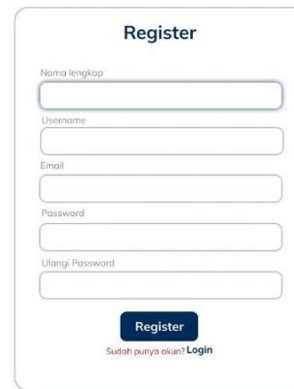 Register
Nama lengkap
Username
Email
Password
Ulangi Password
Register
Sudah punya akun? Login